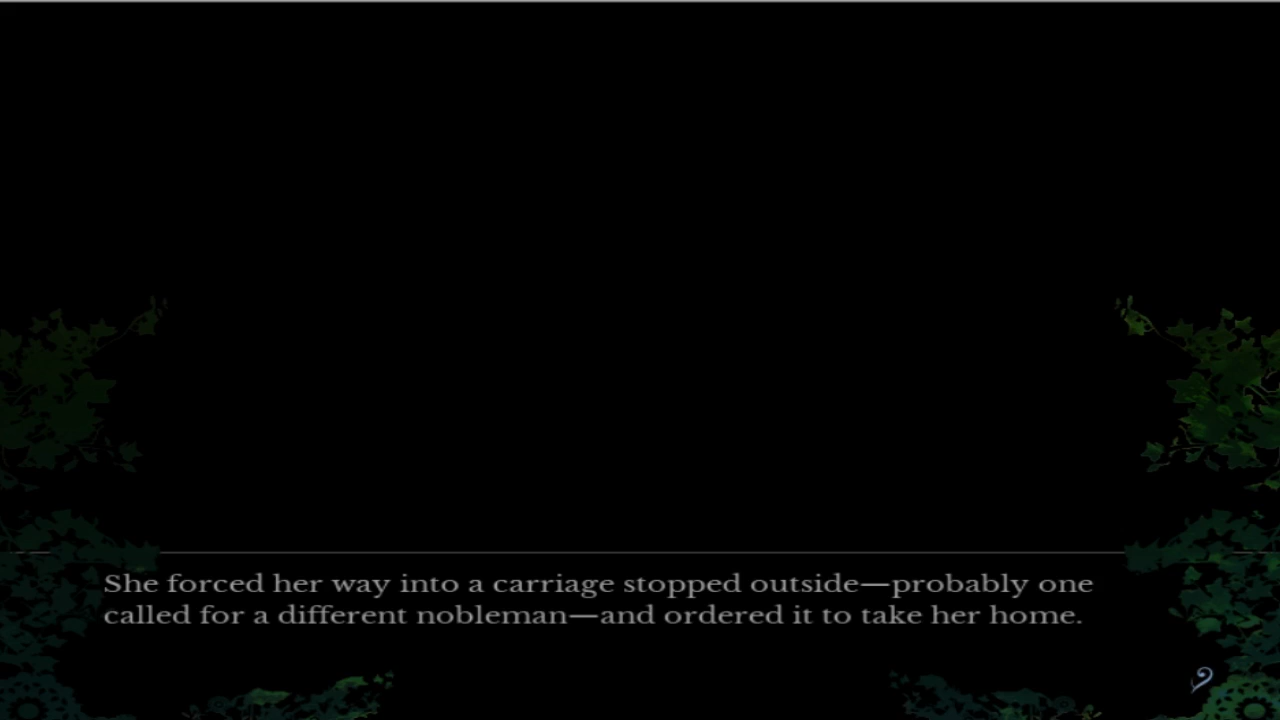 She forced her way into a carriage stopped outside—probably one
called for a different nobleman—and ordered it to take her home.